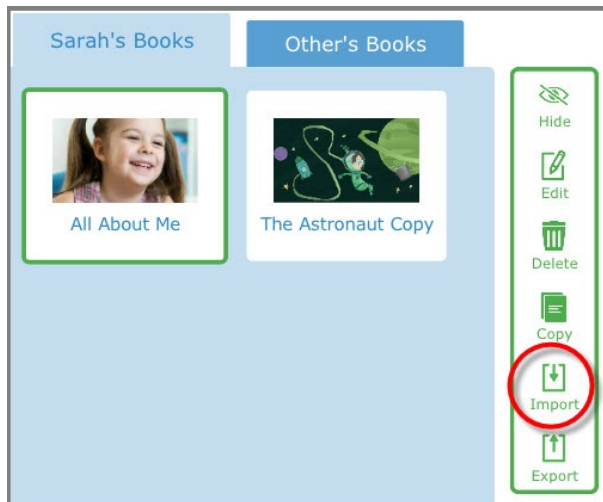 Sarah's Books
Other's Books
All About Me
The Astronaut Copy
Hide
Edit
Delete
Copy
Import
Export